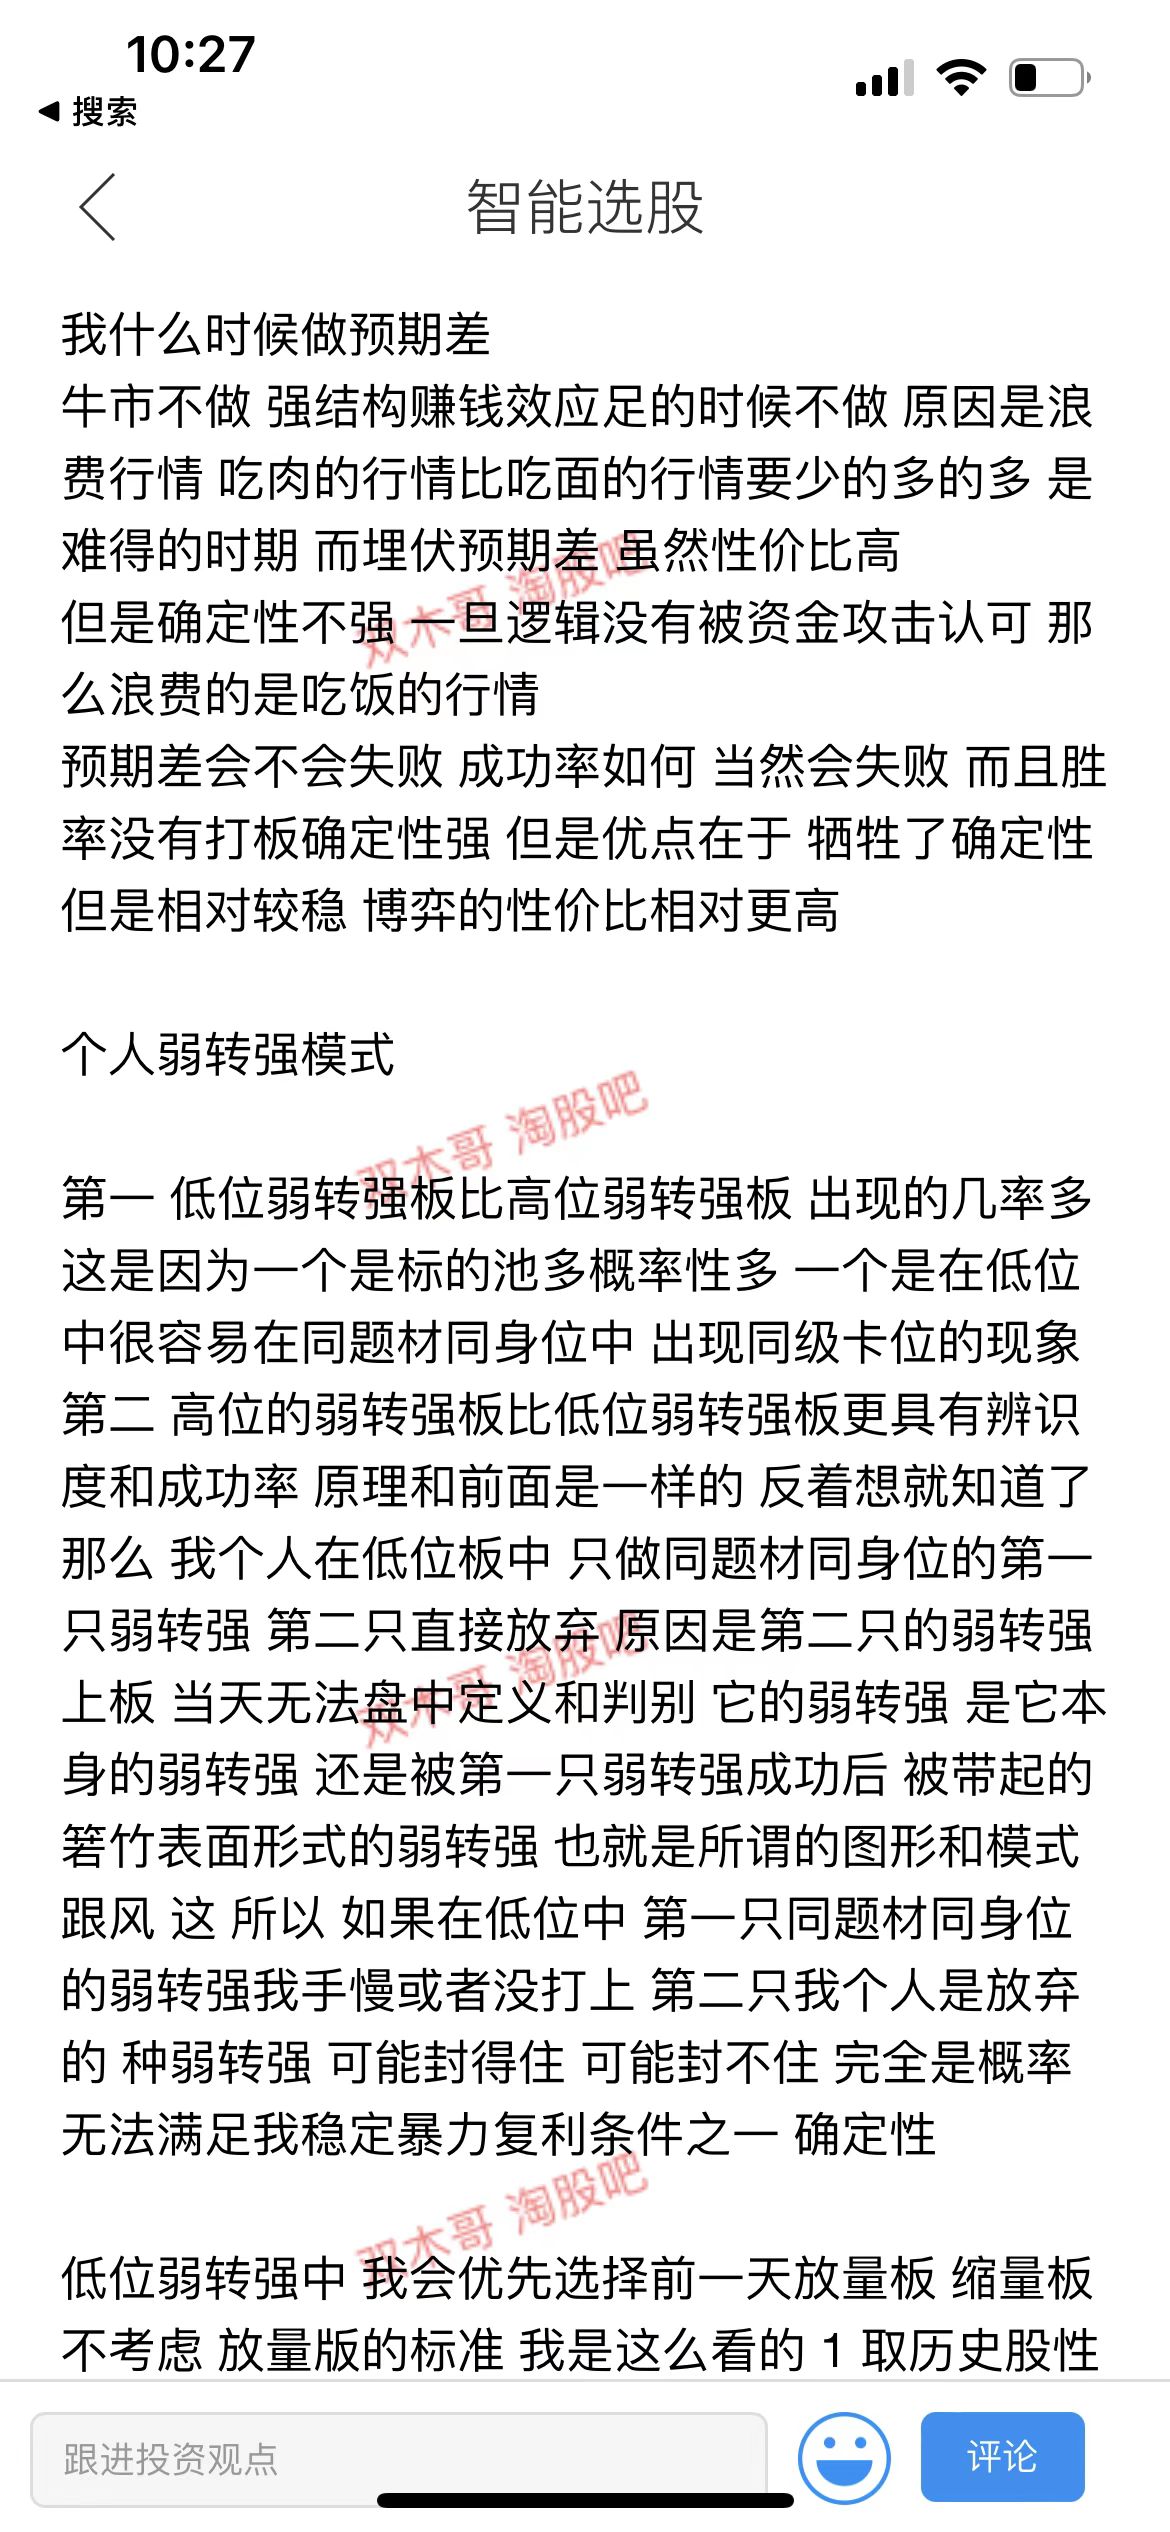 10:27
搜索
智能选股
我什么时候做预期差
牛市不做 强结构赚钱效应足的时候不做 原因是浪
费行情 吃肉的行情比吃面的行情要少的多的多 是
难得的时期 而埋伏预期差 虽然性价比高
双木哥 淘股吧
但是确定性不强 一旦逻辑没有被资金攻击认可 那
么浪费的是吃饭的行情
预期差会不会失败 成功率如何 当然会失败 而且胜
率没有打板确定性强 但是优点在于 牺牲了确定性
但是相对较稳 博弈的性价比相对更高
个人弱转强模式
双木哥 淘股吧
第一 低位弱转强板比高位弱转强板 出现的几率多
这是因为一个是标的池多概率性多 一个是在低位
中很容易在同题材同身位中 出现同级卡位的现象
第二 高位的弱转强板比低位弱转强板更具有辨识
度和成功率 原理和前面是一样的 反着想就知道了
那么 我个人在低位板中 只做同题材同身位的第一
只弱转强 第二只直接放弃 原因是第二只的弱转强
双木哥 淘股吧
上板 当天无法盘中定义和判别 它的弱转强 是它本
身的弱转强 还是被第一只弱转强成功后 被带起的
箬竹表面形式的弱转强 也就是所谓的图形和模式
跟风 这 所以 如果在低位中 第一只同题材同身位
的弱转强我手慢或者没打上 第二只我个人是放弃
的 种弱转强 可能封得住 可能封不住 完全是概率
无法满足我稳定暴力复利条件之一 确定性
双木哥 淘股吧
低位弱转强中 我会优先选择前一天放量板 缩量板
不考虑 放量版的标准 我是这么看的 1 取历史股性
跟进投资观点
评论